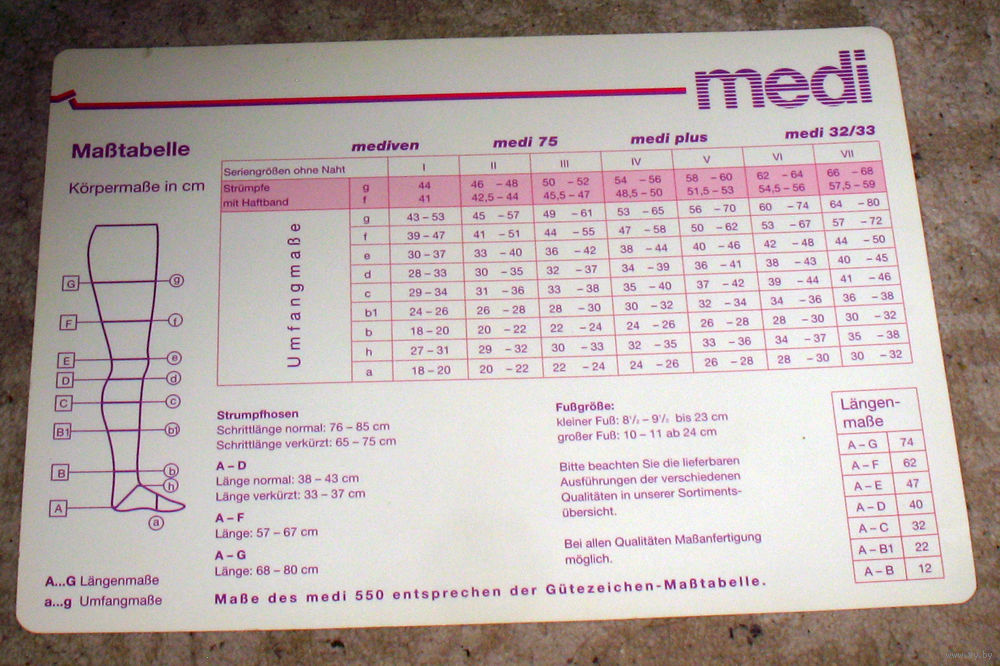 medi
Maßtabelle
mediven medi 75 medi plus medi 32/33
Körpermaße in cm
Seriengrößen ohne Naht I II III IV V VI VII
Strümpfe g 44 46 – 48 50 – 52 54 – 56 58 – 60 62 – 64 66 – 68
mit Haftband f 41 42,5 – 44 45,5 – 47 48,5 – 50 51,5 – 53 54,5 – 56 57,5 – 59
Umfangmaße
g 43 – 53 45 – 57 49 – 61 53 – 65 56 – 70 60 – 74 64 – 80
f 39 – 47 41 – 51 44 – 55 47 – 58 50 – 62 53 – 67 57 – 72
e 30 – 37 33 – 40 36 – 42 38 – 44 40 – 46 42 – 48 44 – 50
d 28 – 33 30 – 35 32 – 37 34 – 39 36 – 41 38 – 43 40 – 45
c 29 – 34 31 – 36 33 – 38 35 – 40 37 – 42 39 – 44 41 – 46
b1 24 – 26 26 – 28 28 – 30 30 – 32 32 – 34 34 – 36 36 – 38
b 18 – 20 20 – 22 22 – 24 24 – 26 26 – 28 28 – 30 30 – 32
h 27 – 31 29 – 32 30 – 33 32 – 35 33 – 36 34 – 37 35 – 38
a 18 – 20 20 – 22 22 – 24 24 – 26 26 – 28 28 – 30 30 – 32
G g
F f
E e
D d
C c
B1 b1
B b
h
A
a
A...G Längenmaße
a...g Umfangmaße
Strumpfhosen
Schrittlänge normal: 76 – 85 cm
Schrittlänge verkürzt: 65 – 75 cm
A – D
Länge normal: 38 – 43 cm
Länge verkürzt: 33 – 37 cm
A – F
Länge: 57 – 67 cm
A – G
Länge: 68 – 80 cm
Fußgröße:
kleiner Fuß: 8½ – 9½ bis 23 cm
großer Fuß: 10 – 11 ab 24 cm
Bitte beachten Sie die lieferbaren
Ausführungen der verschiedenen
Qualitäten in unserer Sortiments-
übersicht.
Bei allen Qualitäten Maßanfertigung
möglich.
Längen-
maße
A – G 74
A – F 62
A – E 47
A – D 40
A – C 32
A – B1 22
A – B 12
Maße des medi 550 entsprechen der Gütezeichen-Maßtabelle.